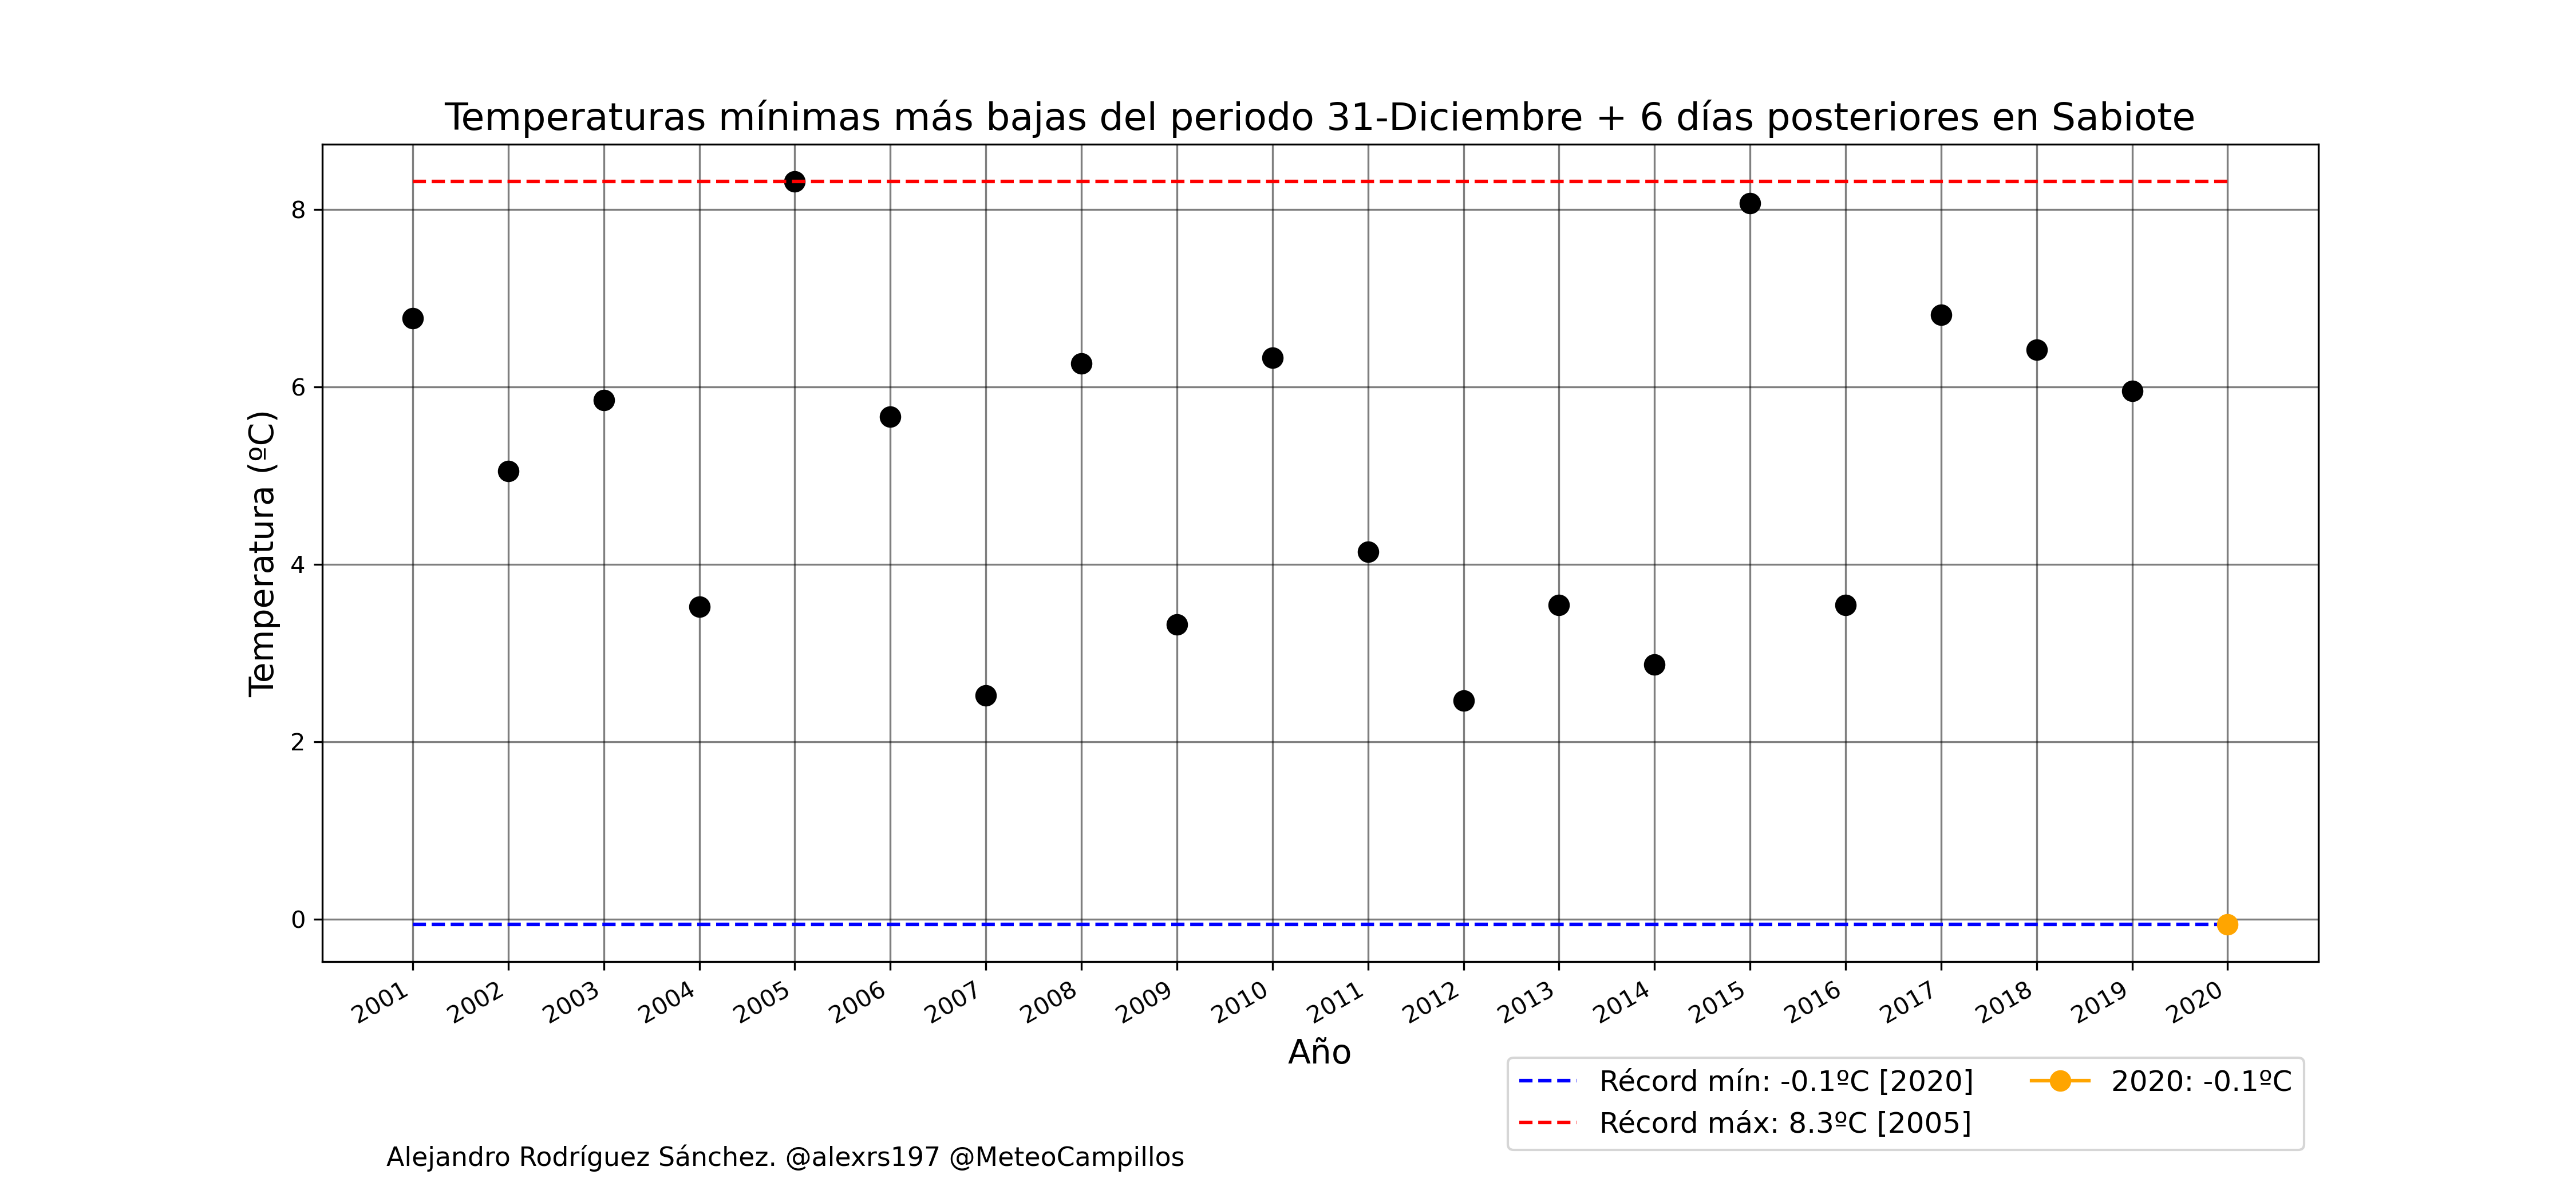 Temperaturas mínimas más bajas del periodo 31-Diciembre + 6 días posteriores en Sabiote
Temperatura (ºC)
8
6
4
2
0
2001 2002 2003 2004 2005 2006 2007 2008 2009 2010 2011 2012 2013 2014 2015 2016 2017 2018 2019 2020
Año
Récord mín: -0.1ºC [2020]
Récord máx: 8.3ºC [2005]
2020: -0.1ºC
Alejandro Rodríguez Sánchez. @alexrs197 @MeteoCampillos